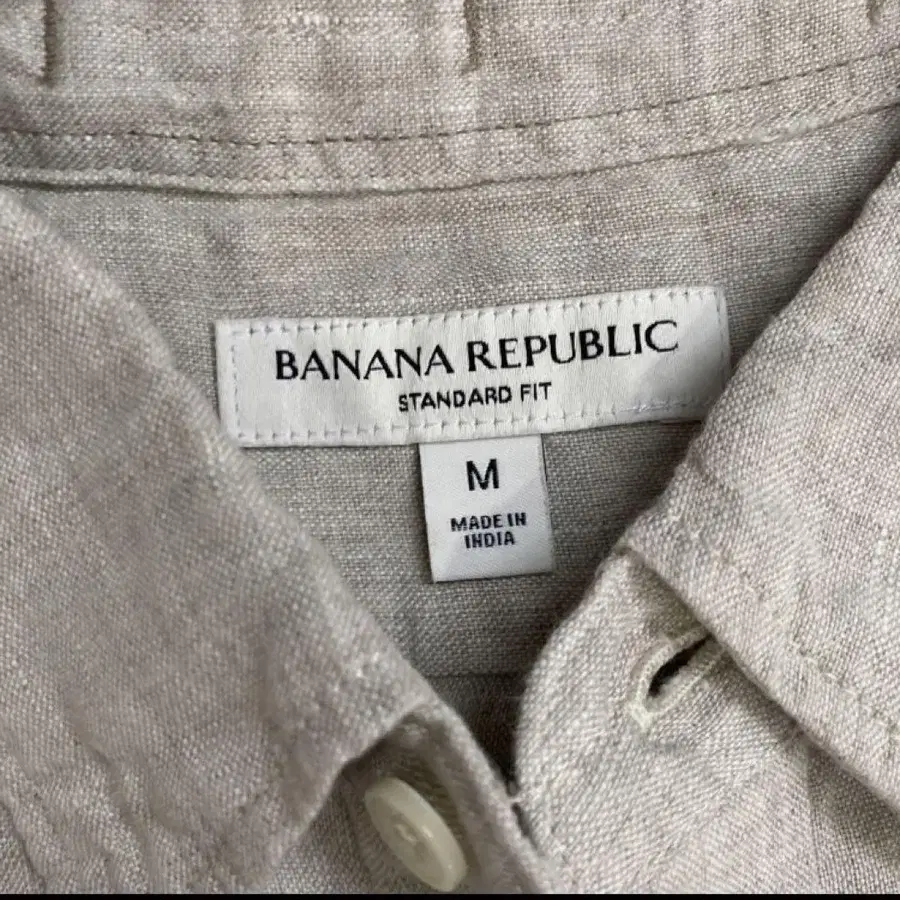 BANANA REPUBLIC
STANDARD FIT
M
MADE IN
INDIA